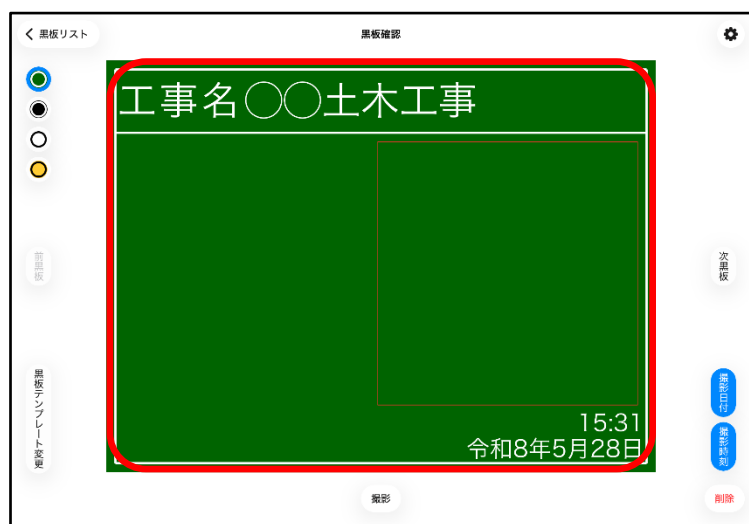 黒板リスト
黒板確認
工事名○○土木工事
前黒板
次黒板
黒板テンプレート変更
撮影日付
撮影時刻
15:31
令和8年5月28日
撮影
削除